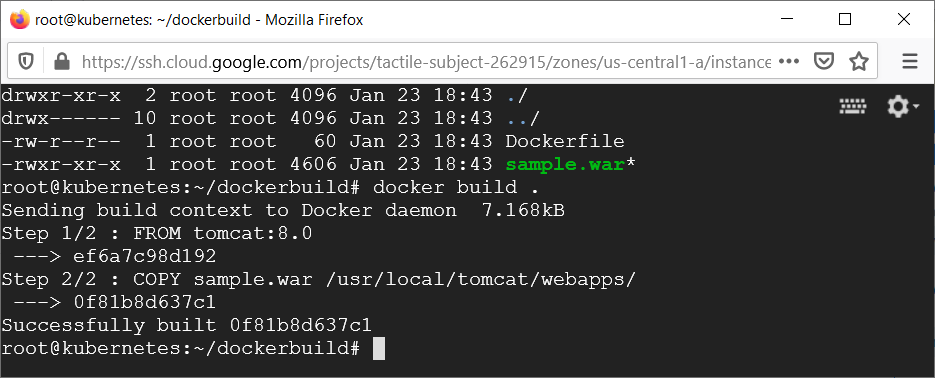 root@kubernetes: ~/dockerbuild - Mozilla Firefox
https://ssh.cloud.google.com/projects/tactile-subject-262915/zones/us-central1-a/instance
drwxr-xr-x  2 root root 4096 Jan 23 18:43 ./
drwx------ 10 root root 4096 Jan 23 18:43 ../
-rw-r--r--  1 root root   60 Jan 23 18:43 Dockerfile
-rwxr-xr-x  1 root root 4606 Jan 23 18:43 sample.war*
root@kubernetes:~/dockerbuild# docker build .
Sending build context to Docker daemon  7.168kB
Step 1/2 : FROM tomcat:8.0
 ---> ef6a7c98d192
Step 2/2 : COPY sample.war /usr/local/tomcat/webapps/
 ---> 0f81b8d637c1
Successfully built 0f81b8d637c1
root@kubernetes:~/dockerbuild#